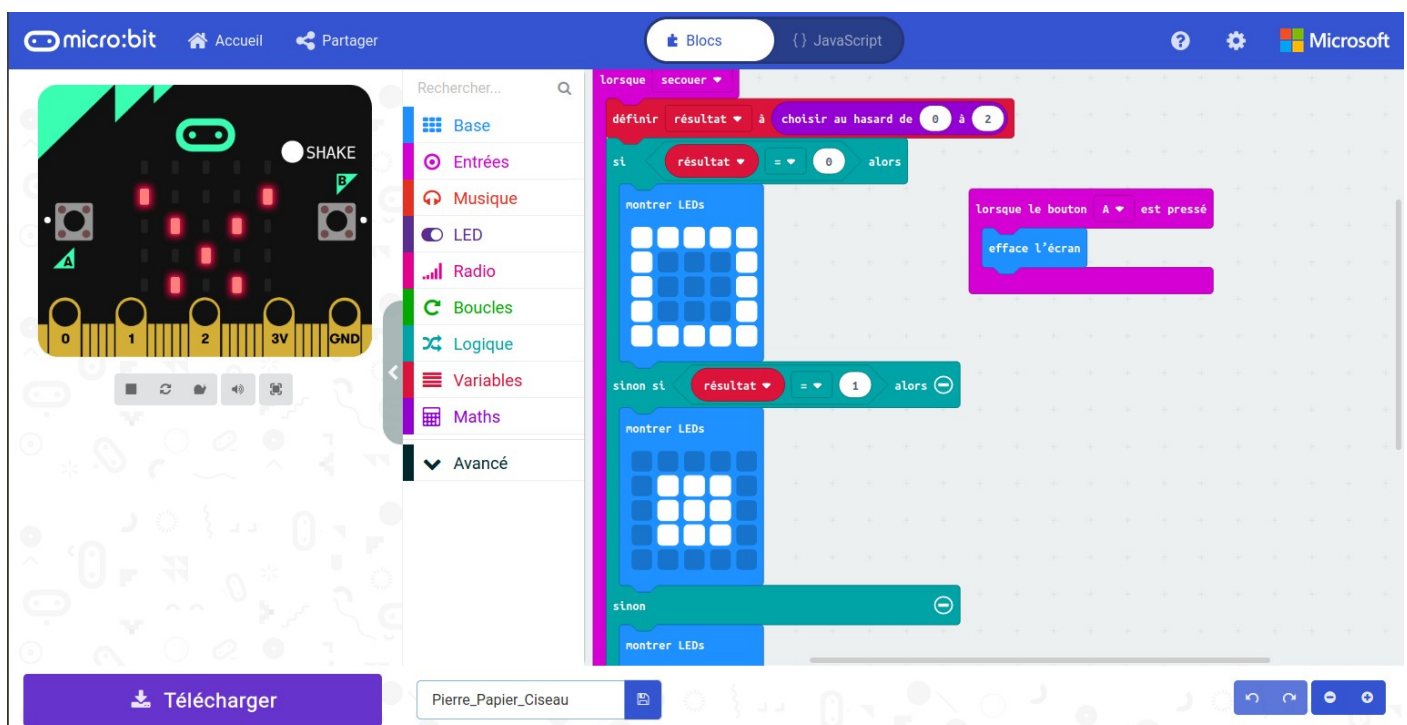 micro:bit
Accueil
Partager
Blocs
{} JavaScript
Microsoft
SHAKE
B
A
0 1 2 3V GND
Rechercher...
Base
Entrées
Musique
LED
Radio
Boucles
Logique
Variables
Maths
Avancé
lorsque secouer
définir résultat à choisir au hasard de 0 à 2
si résultat = 0 alors
montrer LEDs
sinon si résultat = 1 alors
montrer LEDs
sinon
montrer LEDs
lorsque le bouton A est pressé
efface l’écran
Télécharger
Pierre_Papier_Ciseau